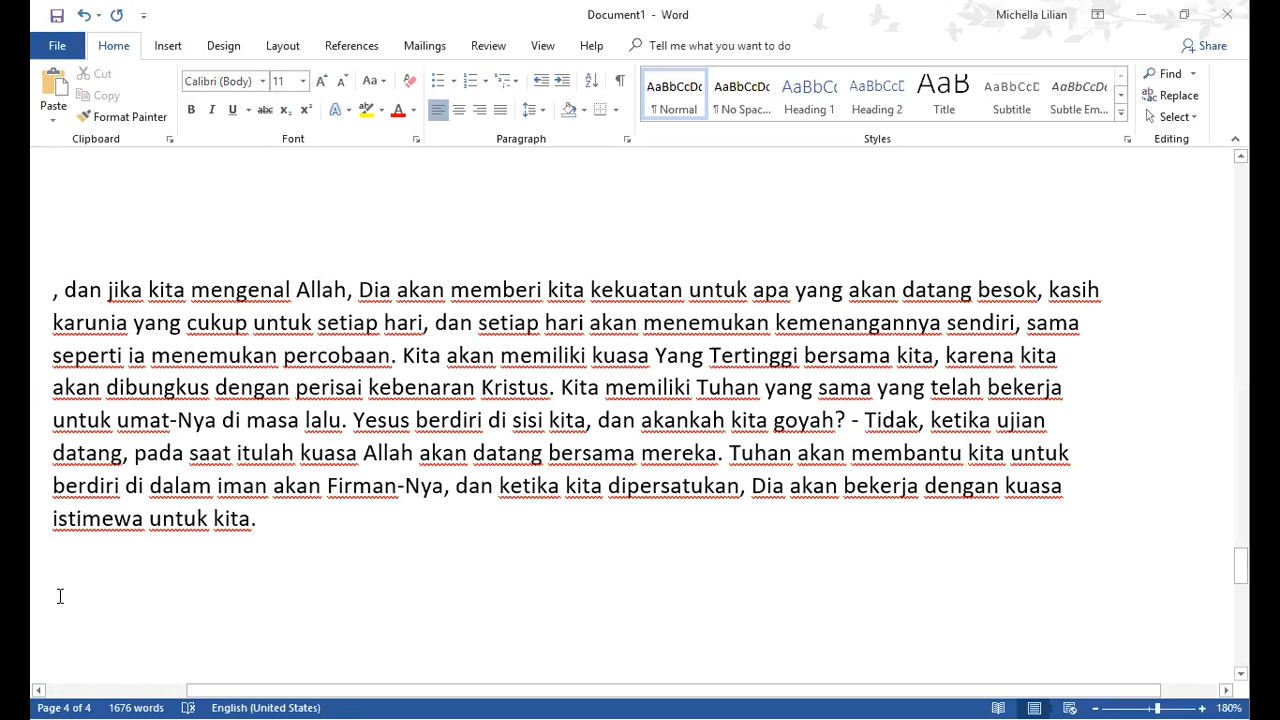 Document1 - Word
Michella Lilian
File Home Insert Design Layout References Mailings Review View Help Tell me what you want to do Share
Paste
Cut
Copy
Format Painter
Calibri (Body) 11
AaBbCcDc AaBbCcDc AaBbCc AaBbCcD AaB AaBbCcD AaBbCcDc
¶ Normal ¶ No Spac... Heading 1 Heading 2 Title Subtitle Subtle Em...
Find
Replace
Select
Clipboard Font Paragraph Styles Editing
, dan jika kita mengenal Allah, Dia akan memberi kita kekuatan untuk apa yang akan datang besok, kasih
karunia yang cukup untuk setiap hari, dan setiap hari akan menemukan kemenangannya sendiri, sama
seperti ia menemukan percobaan. Kita akan memiliki kuasa Yang Tertinggi bersama kita, karena kita
akan dibungkus dengan perisai kebenaran Kristus. Kita memiliki Tuhan yang sama yang telah bekerja
untuk umat-Nya di masa lalu. Yesus berdiri di sisi kita, dan akankah kita goyah? - Tidak, ketika ujian
datang, pada saat itulah kuasa Allah akan datang bersama mereka. Tuhan akan membantu kita untuk
berdiri di dalam iman akan Firman-Nya, dan ketika kita dipersatukan, Dia akan bekerja dengan kuasa
istimewa untuk kita.
Page 4 of 4 1676 words English (United States) 180%